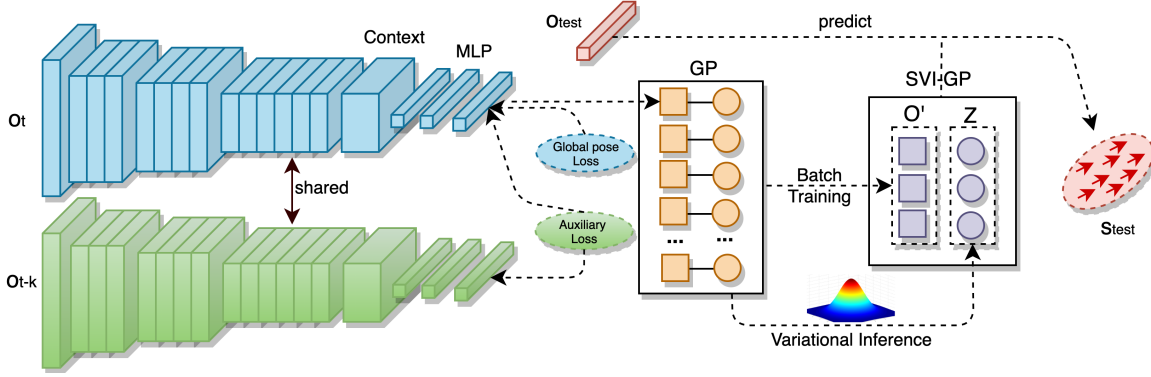 Otest
predict
Context
MLP
GP
SVI-GP
O'
Z
Ot
Global pose
Loss
shared
Batch
Training
Auxiliary
Loss
...
...
Stest
Ot-k
Variational Inference